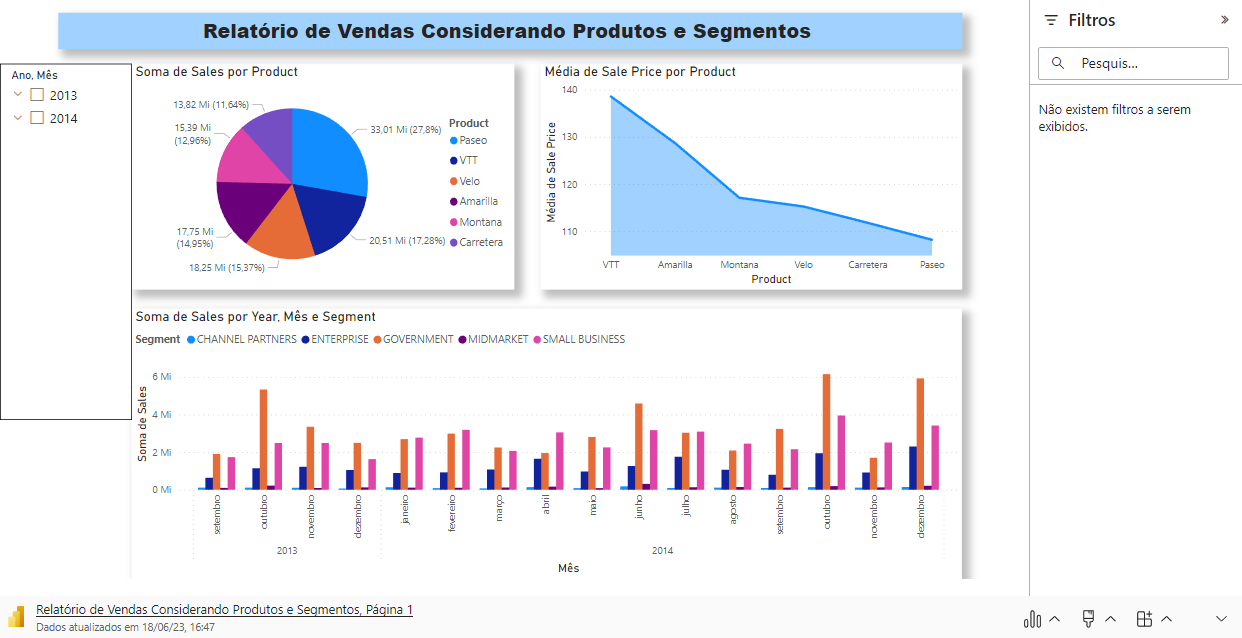 Relatório de Vendas Considerando Produtos e Segmentos
Ano, Mês
2013
2014
Soma de Sales por Product
13,82 Mi (11,64%)
15,39 Mi
(12,96%)
17,75 Mi
(14,95%)
18,25 Mi (15,37%)
33,01 Mi (27,8%)
20,51 Mi (17,28%)
Product
Paseo
VTT
Velo
Amarilla
Montana
Carretera
Média de Sale Price por Product
Média de Sale Price
140
130
120
110
VTT Amarilla Montana Velo Carretera Paseo
Product
Soma de Sales por Year, Mês e Segment
Segment CHANNEL PARTNERS ENTERPRISE GOVERNMENT MIDMARKET SMALL BUSINESS
Soma de Sales
6 Mi
4 Mi
2 Mi
0 Mi
setembro outubro novembro dezembro janeiro fevereiro março abril maio junho julho agosto setembro outubro novembro dezembro
2013 2014
Mês
Filtros
Pesquis...
Não existem filtros a serem
exibidos.
Relatório de Vendas Considerando Produtos e Segmentos, Página 1
Dados atualizados em 18/06/23, 16:47